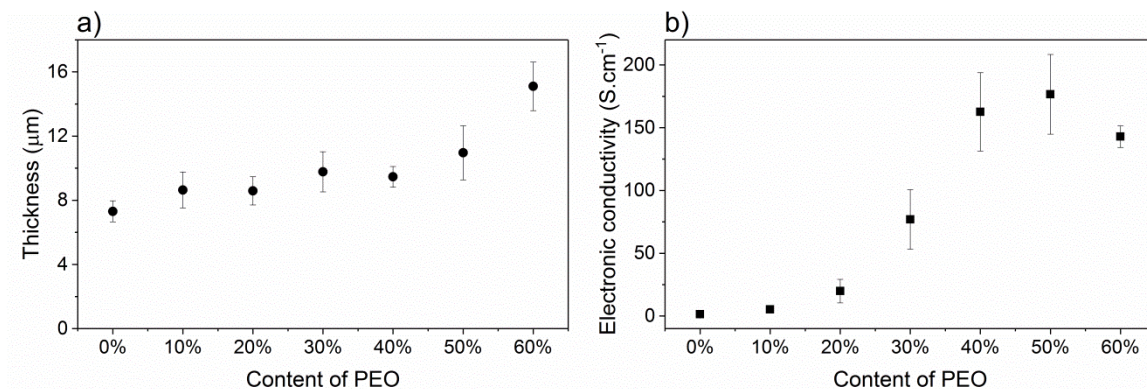 a)
Thickness (μm)
16
12
8
4
0
0% 10% 20% 30% 40% 50% 60%
Content of PEO
b)
Electronic conductivity (S.cm⁻¹)
200
150
100
50
0
0% 10% 20% 30% 40% 50% 60%
Content of PEO